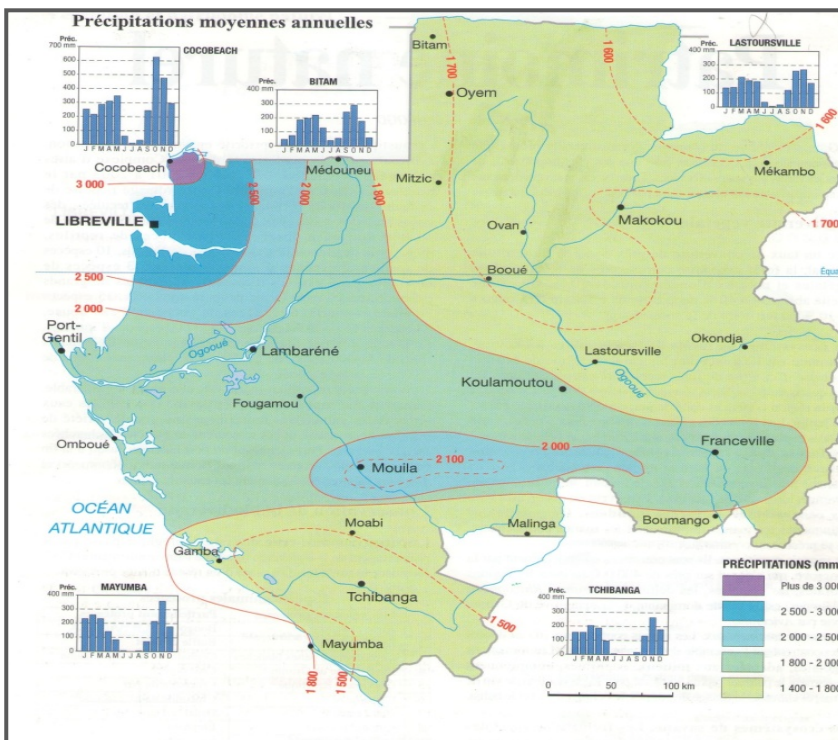 Précipitations moyennes annuelles
Préc.
700 mm
600
500
400
300
200
100
0
J F M A M J J A S O N D
COCOBEACH
Préc.
400 mm
300
200
100
0
J F M A M J J A S O N D
BITAM
Préc.
400 mm
300
200
100
0
J F M A M J J A S O N D
LASTOURSVILLE
Bitam
1 700
1 600
Oyem
1 600
Cocobeach
3 000
2 500
2 000
Médouneu
1 800
Mitzic
Mékambo
Makokou
1 700
LIBREVILLE
Ovan
Booué
Équa
2 500
2 000
Port-
Gentil
Ogooué
Lambaréné
Lastoursville
Okondja
Ogooué
Koulamoutou
Fougamou
Omboué
2 000
Franceville
2 100
Mouila
OCÉAN
ATLANTIQUE
Moabi
Malinga
Boumango
Gamba
Tchibanga
1 500
Mayumba
1 800
1 500
MAYUMBA
Préc.
400 mm
300
200
100
0
J F M A M J J A S O N D
TCHIBANGA
Préc.
400 mm
300
200
100
0
J F M A M J J A S O N D
0 50 100 km
PRÉCIPITATIONS (mm
Plus de 3 000
2 500 - 3 00
2 000 - 2 50
1 800 - 2 00
1 400 - 1 80